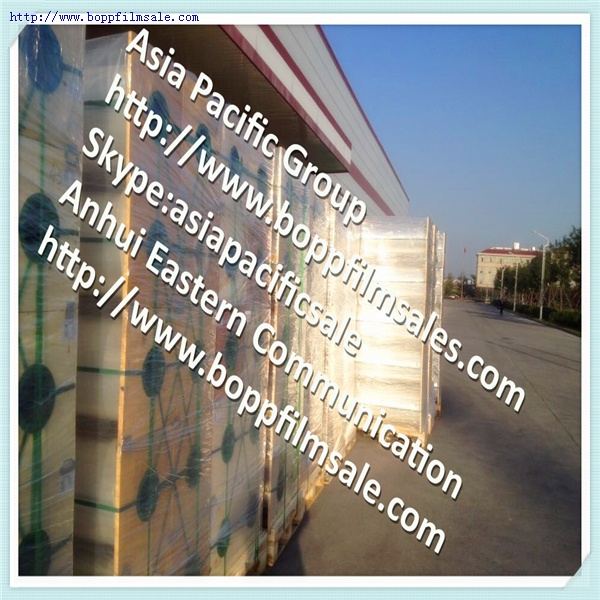 http://www.boppfilmsale.com
Asia Pacific Group
http://www.boppfilmsales.com
Skype:asiapacificsale
Anhui Eastern Communication
http://www.boppfilmsale.com